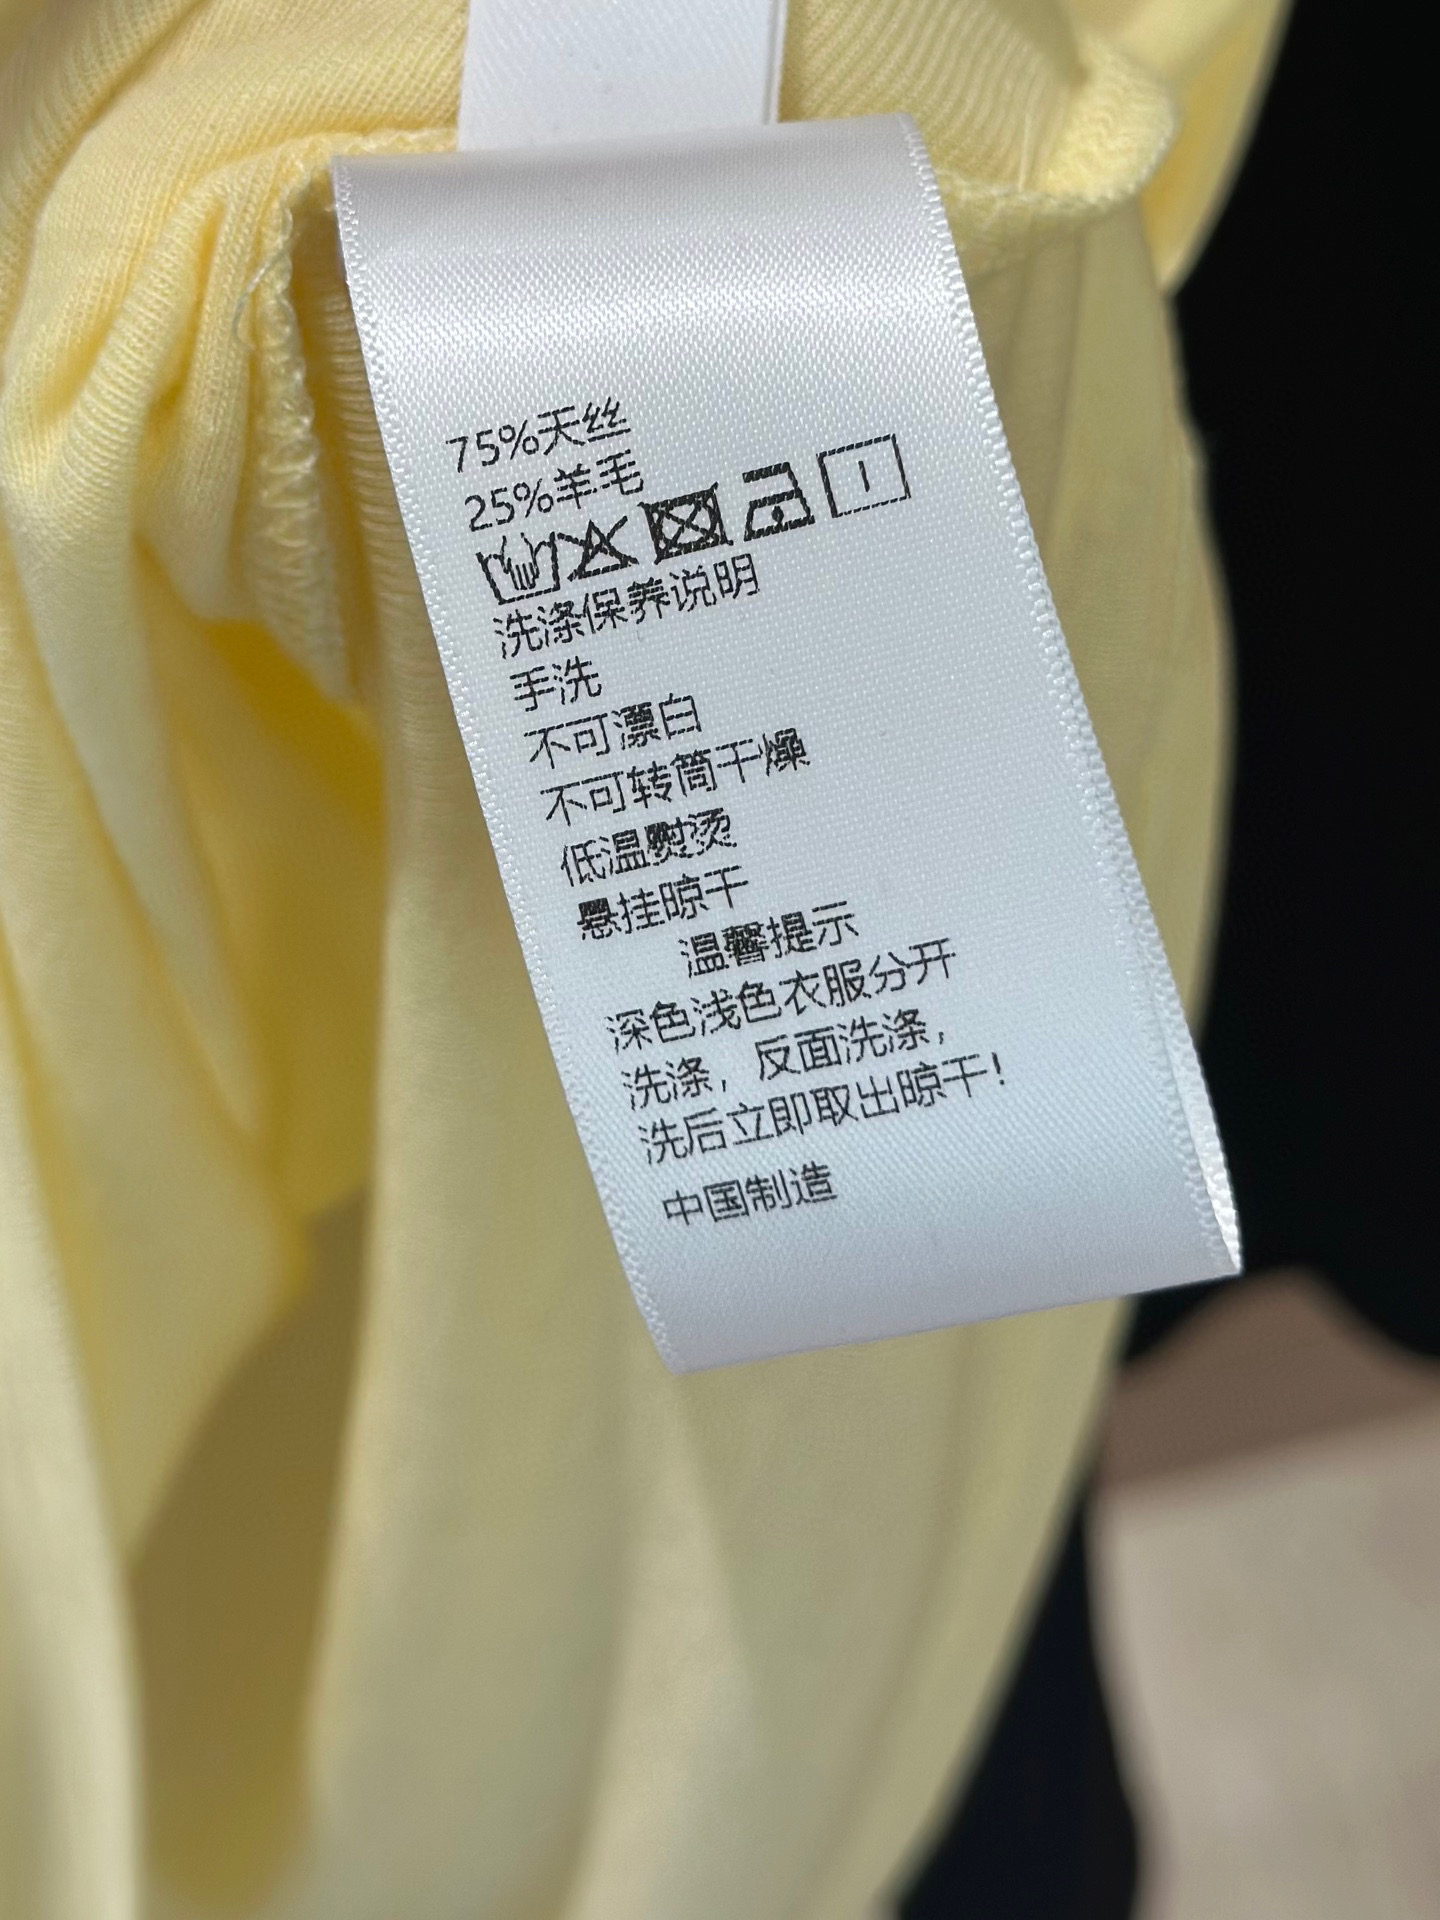 75%天丝
25%羊毛
洗涤保养说明
手洗
不可漂白
不可转筒干燥
低温熨烫
悬挂晾干
温馨提示
深色浅色衣服分开
洗涤，反面洗涤，
洗后立即取出晾干！
中国制造